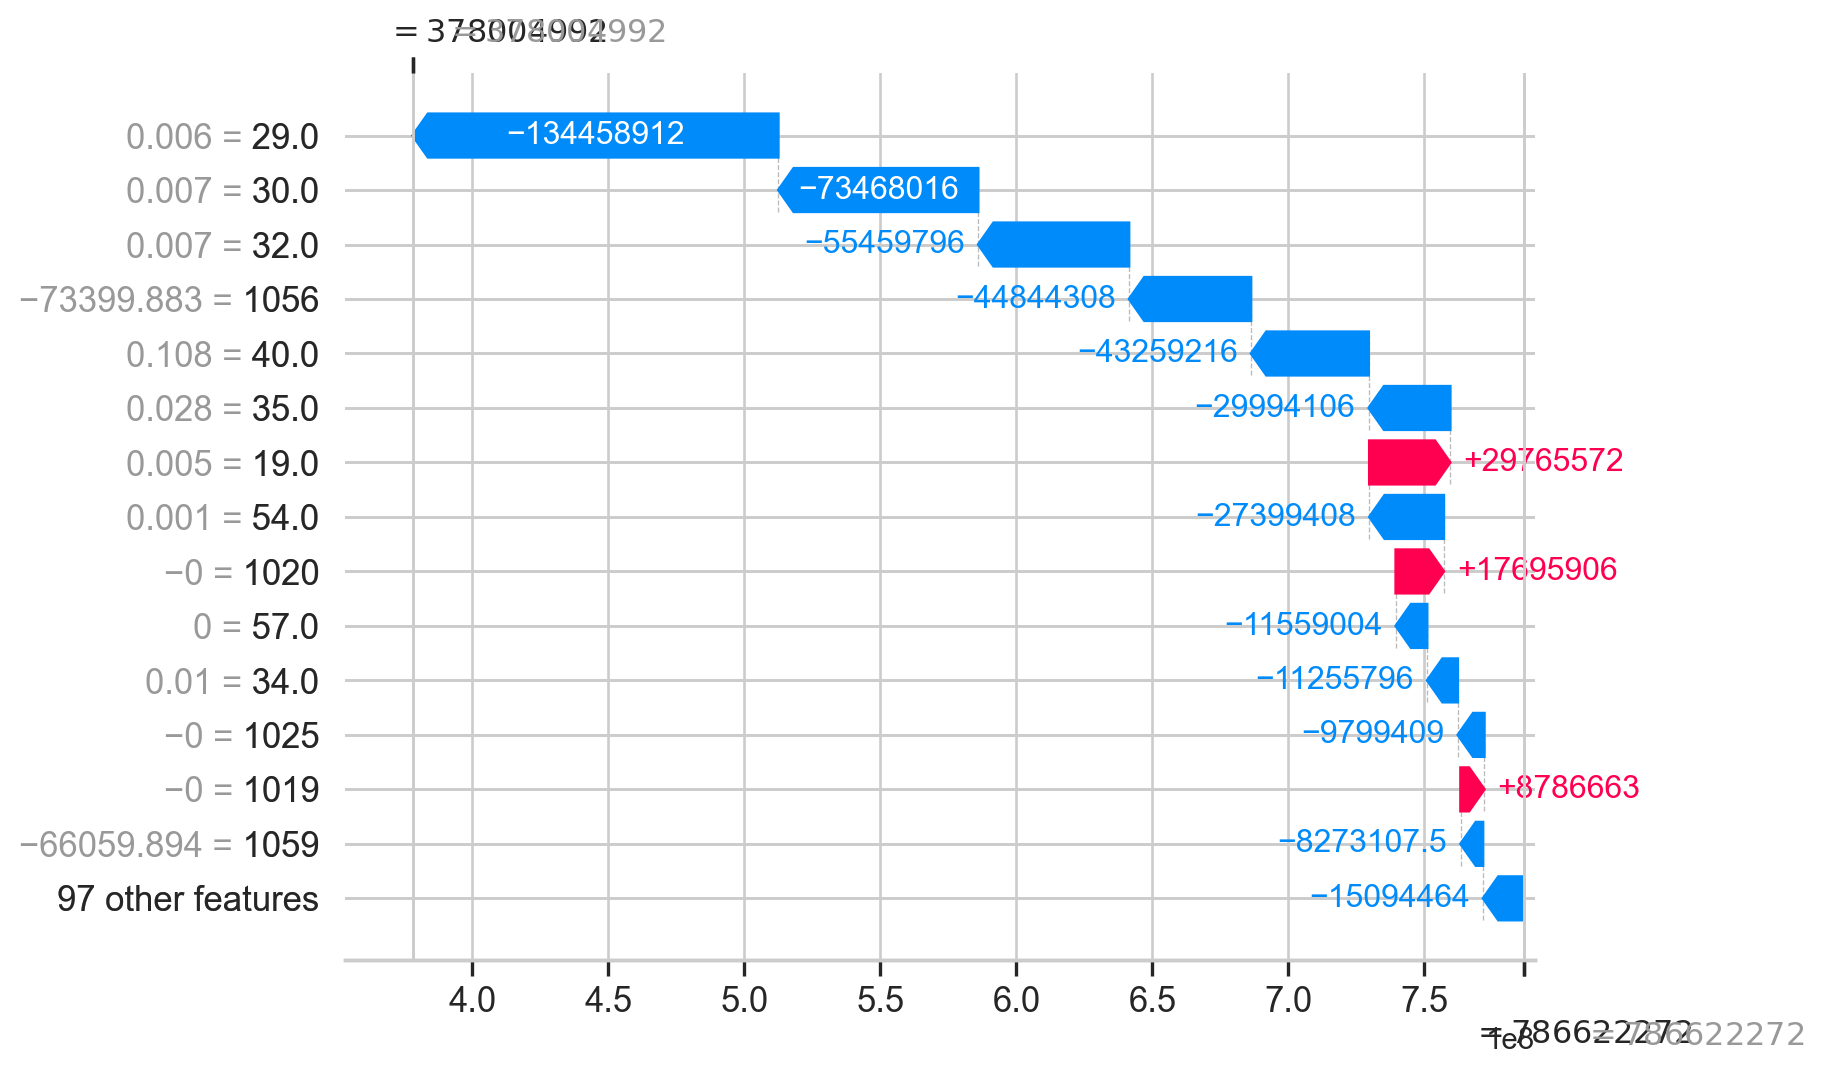 = 378004992
0.006 = 29.0 −134458912
0.007 = 30.0 −73468016
0.007 = 32.0 −55459796
−73399.883 = 1056 −44844308
0.108 = 40.0 −43259216
0.028 = 35.0 −29994106
0.005 = 19.0 +29765572
0.001 = 54.0 −27399408
−0 = 1020 +17695906
0 = 57.0 −11559004
0.01 = 34.0 −11255796
−0 = 1025 −9799409
−0 = 1019 +8786663
−66059.894 = 1059 −8273107.5
97 other features −15094464
4.0 4.5 5.0 5.5 6.0 6.5 7.0 7.5
1e8
= 786622272 = 786622272